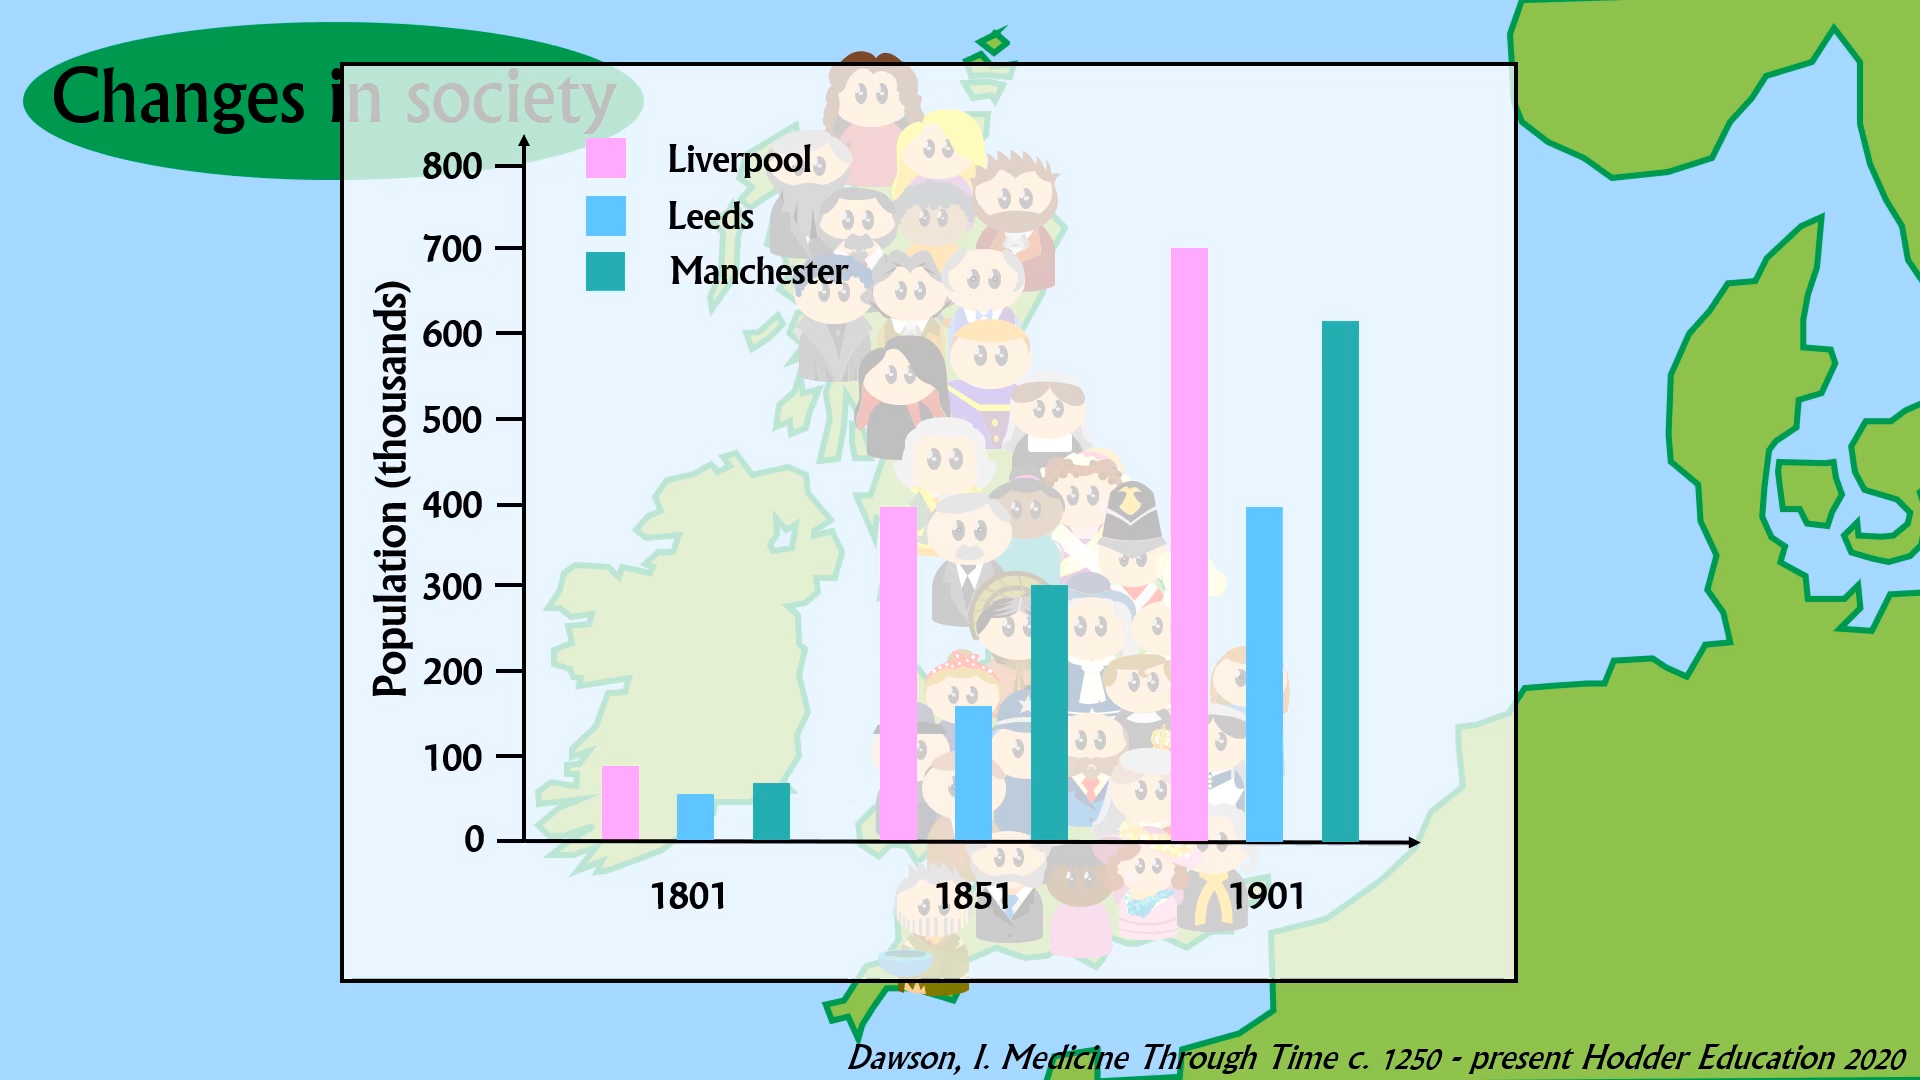 Changes in society
Liverpool
Leeds
Manchester
Population (thousands)
800
700
600
500
400
300
200
100
0
1801
1851
1901
Dawson, I. Medicine Through Time c. 1250 - present Hodder Education 2020